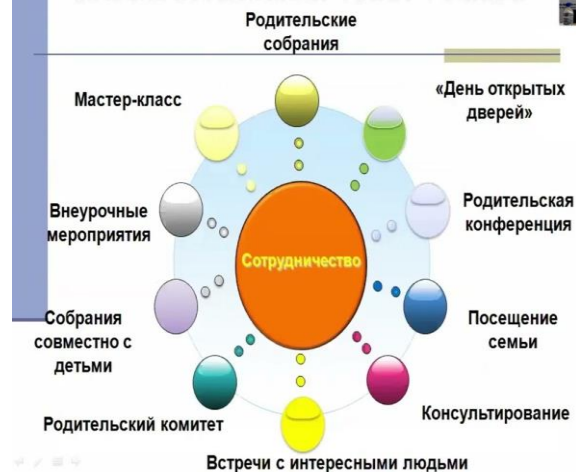 Родительские
собрания
«День открытых
дверей»
Мастер-класс
Родительская
конференция
Внеурочные
мероприятия
Сотрудничество
Посещение
семьи
Собрания
совместно с
детьми
Консультирование
Родительский комитет
Встречи с интересными людьми